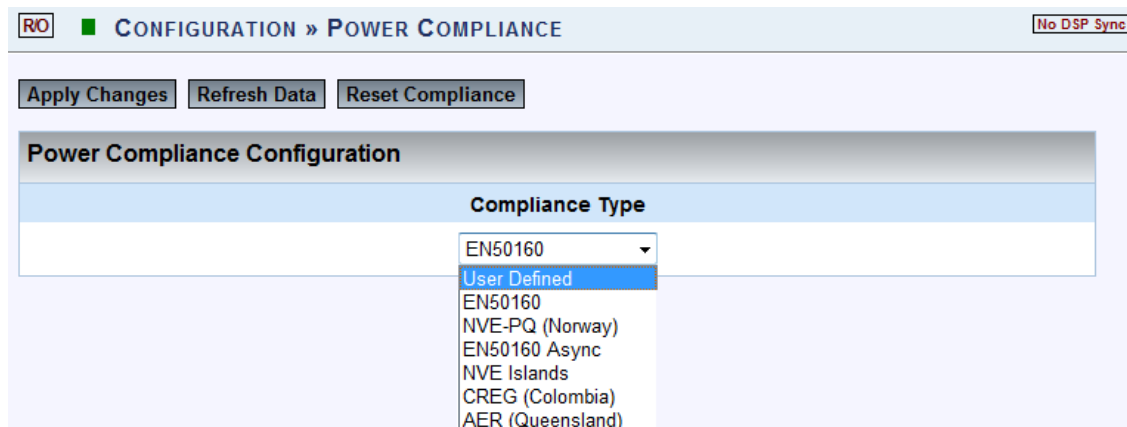 R/O CONFIGURATION » POWER COMPLIANCE No DSP Sync
Apply Changes Refresh Data Reset Compliance
Power Compliance Configuration
Compliance Type
EN50160
User Defined
EN50160
NVE-PQ (Norway)
EN50160 Async
NVE Islands
CREG (Colombia)
AER (Queensland)